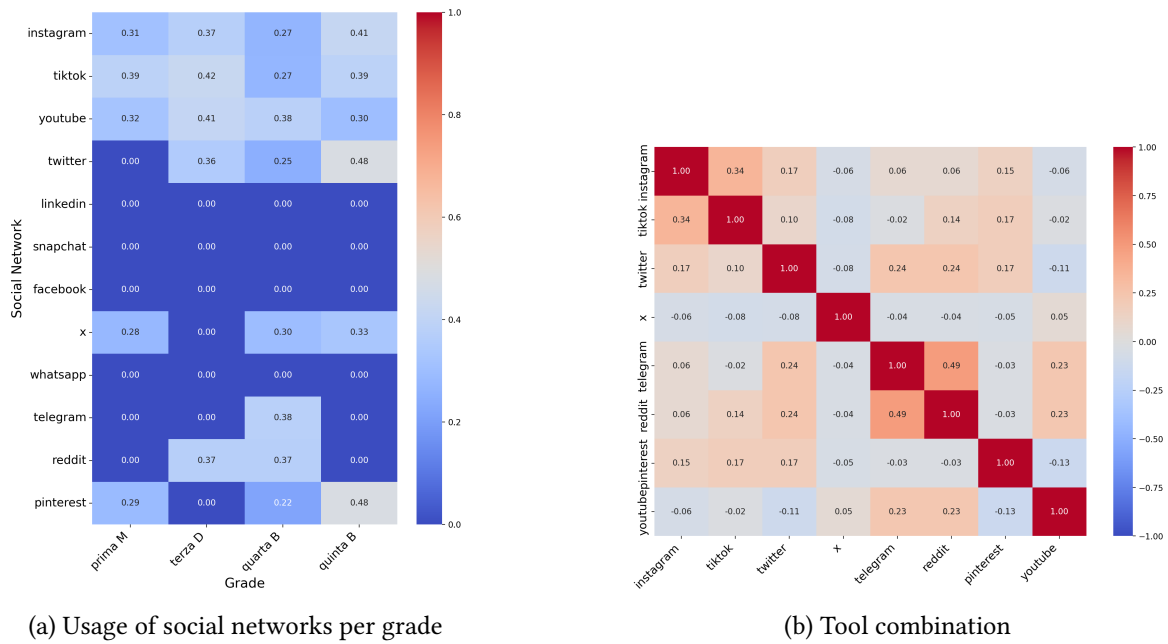 instagram 0.31 0.37 0.27 0.41
tiktok 0.39 0.42 0.27 0.39
youtube 0.32 0.41 0.38 0.30
twitter 0.00 0.36 0.25 0.48
linkedin 0.00 0.00 0.00 0.00
snapchat 0.00 0.00 0.00 0.00
facebook 0.00 0.00 0.00 0.00
x 0.28 0.00 0.30 0.33
whatsapp 0.00 0.00 0.00 0.00
telegram 0.00 0.00 0.38 0.00
reddit 0.00 0.37 0.37 0.00
pinterest 0.29 0.00 0.22 0.48
Social Network
prima M terza D quarta B quinta B
Grade
1.0
0.8
0.6
0.4
0.2
0.0
(a) Usage of social networks per grade
instagram 1.00 0.34 0.17 -0.06 0.06 0.06 0.15 -0.06
tiktok 0.34 1.00 0.10 -0.08 -0.02 0.14 0.17 -0.02
twitter 0.17 0.10 1.00 -0.08 0.24 0.24 0.17 -0.11
x -0.06 -0.08 -0.08 1.00 -0.04 -0.04 -0.05 0.05
telegram 0.06 -0.02 0.24 -0.04 1.00 0.49 -0.03 0.23
reddit 0.06 0.14 0.24 -0.04 0.49 1.00 -0.03 0.23
pinterest 0.15 0.17 0.17 -0.05 -0.03 -0.03 1.00 -0.13
youtube -0.06 -0.02 -0.11 0.05 0.23 0.23 -0.13 1.00
instagram tiktok twitter x telegram reddit pinterest youtube
1.00
0.75
0.50
0.25
0.00
−0.25
−0.50
−0.75
−1.00
(b) Tool combination